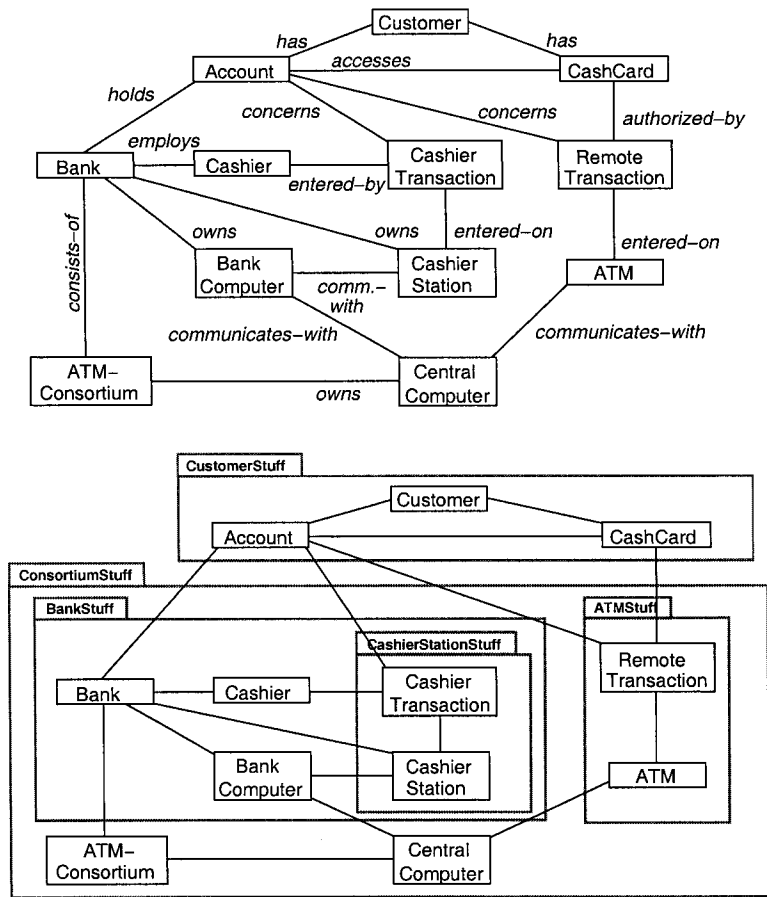 Customer
has
has
accesses
Account
CashCard
holds
concerns
concerns
authorized–by
employs
Bank
Cashier
Cashier
Transaction
Remote
Transaction
entered–by
consists–of
owns
owns
entered–on
entered–on
Bank
Computer
Cashier
Station
ATM
comm.–
with
communicates–with
communicates–with
ATM–
Consortium
Central
Computer
owns
CustomerStuff
Customer
Account
CashCard
ConsortiumStuff
BankStuff
ATMStuff
CashierStationStuff
Remote
Transaction
Bank
Cashier
Cashier
Transaction
Bank
Computer
Cashier
Station
ATM
ATM–
Consortium
Central
Computer